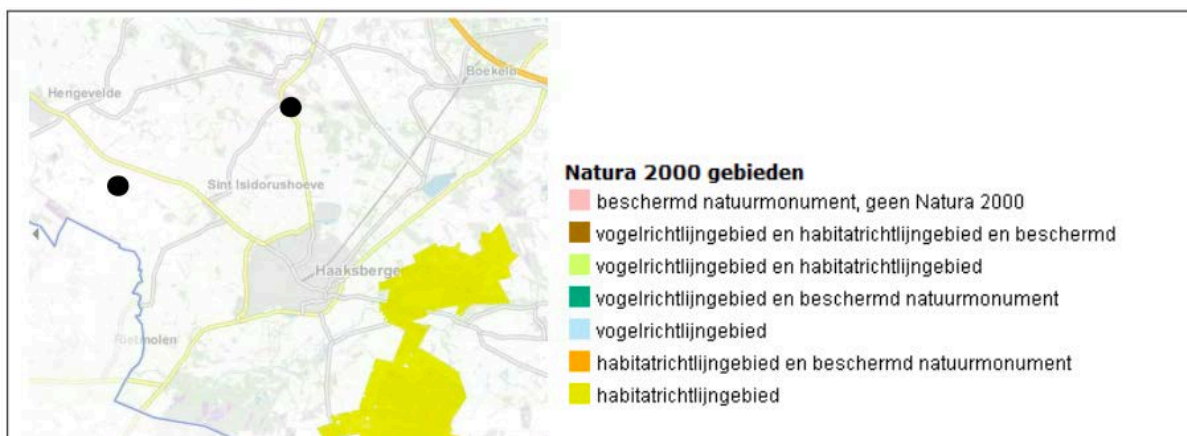 Boekelo
Hengevelde
Sint Isidorushoeve
Haaksbergen
Rietmolen
Natura 2000 gebieden
beschermd natuurmonument, geen Natura 2000
vogelrichtlijngebied en habitatrichtlijngebied en beschermd
vogelrichtlijngebied en habitatrichtlijngebied
vogelrichtlijngebied en beschermd natuurmonument
vogelrichtlijngebied
habitatrichtlijngebied en beschermd natuurmonument
habitatrichtlijngebied